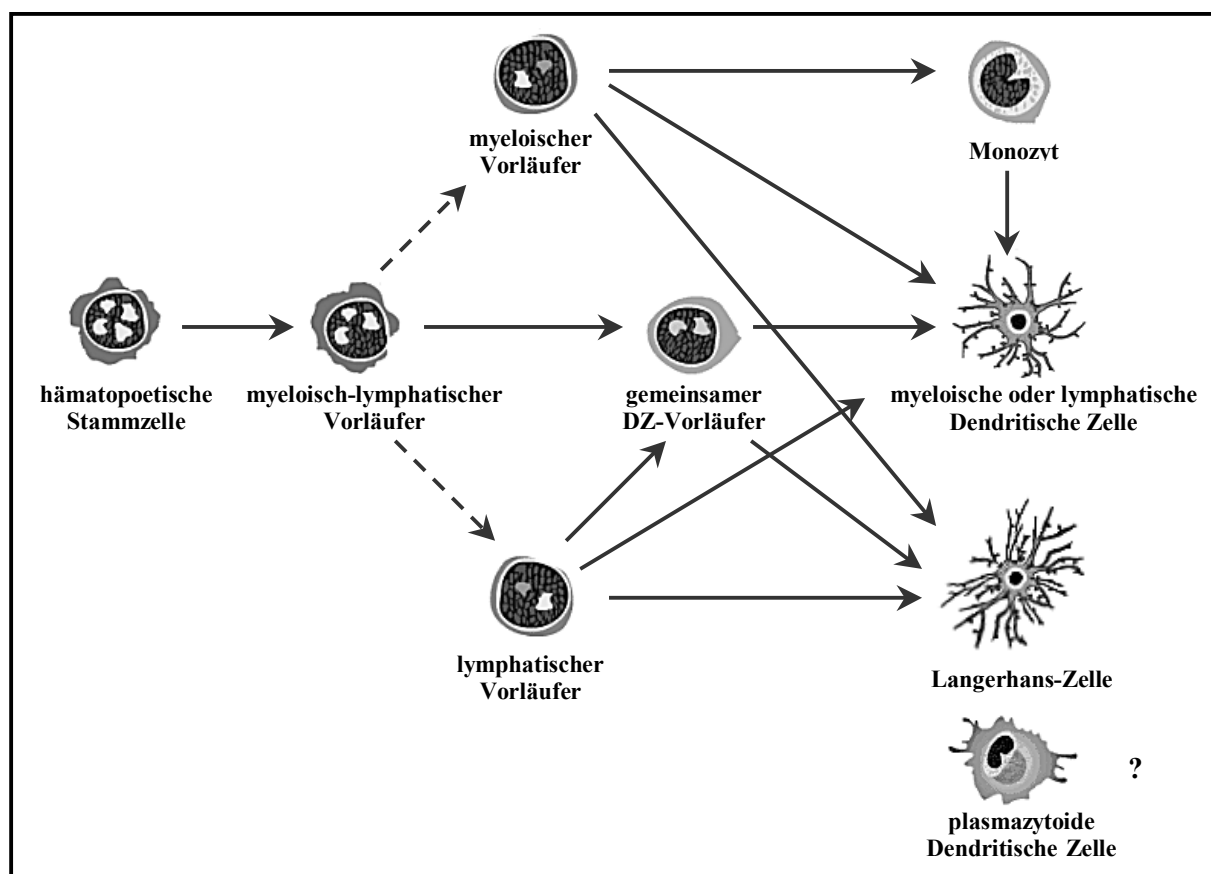 myeloischer
Vorläufer
Monozyt
hämatopoetische
Stammzelle
myeloisch-lymphatischer
Vorläufer
gemeinsamer
DZ-Vorläufer
myeloische oder lymphatische
Dendritische Zelle
lymphatischer
Vorläufer
Langerhans-Zelle
?
plasmazytoide
Dendritische Zelle